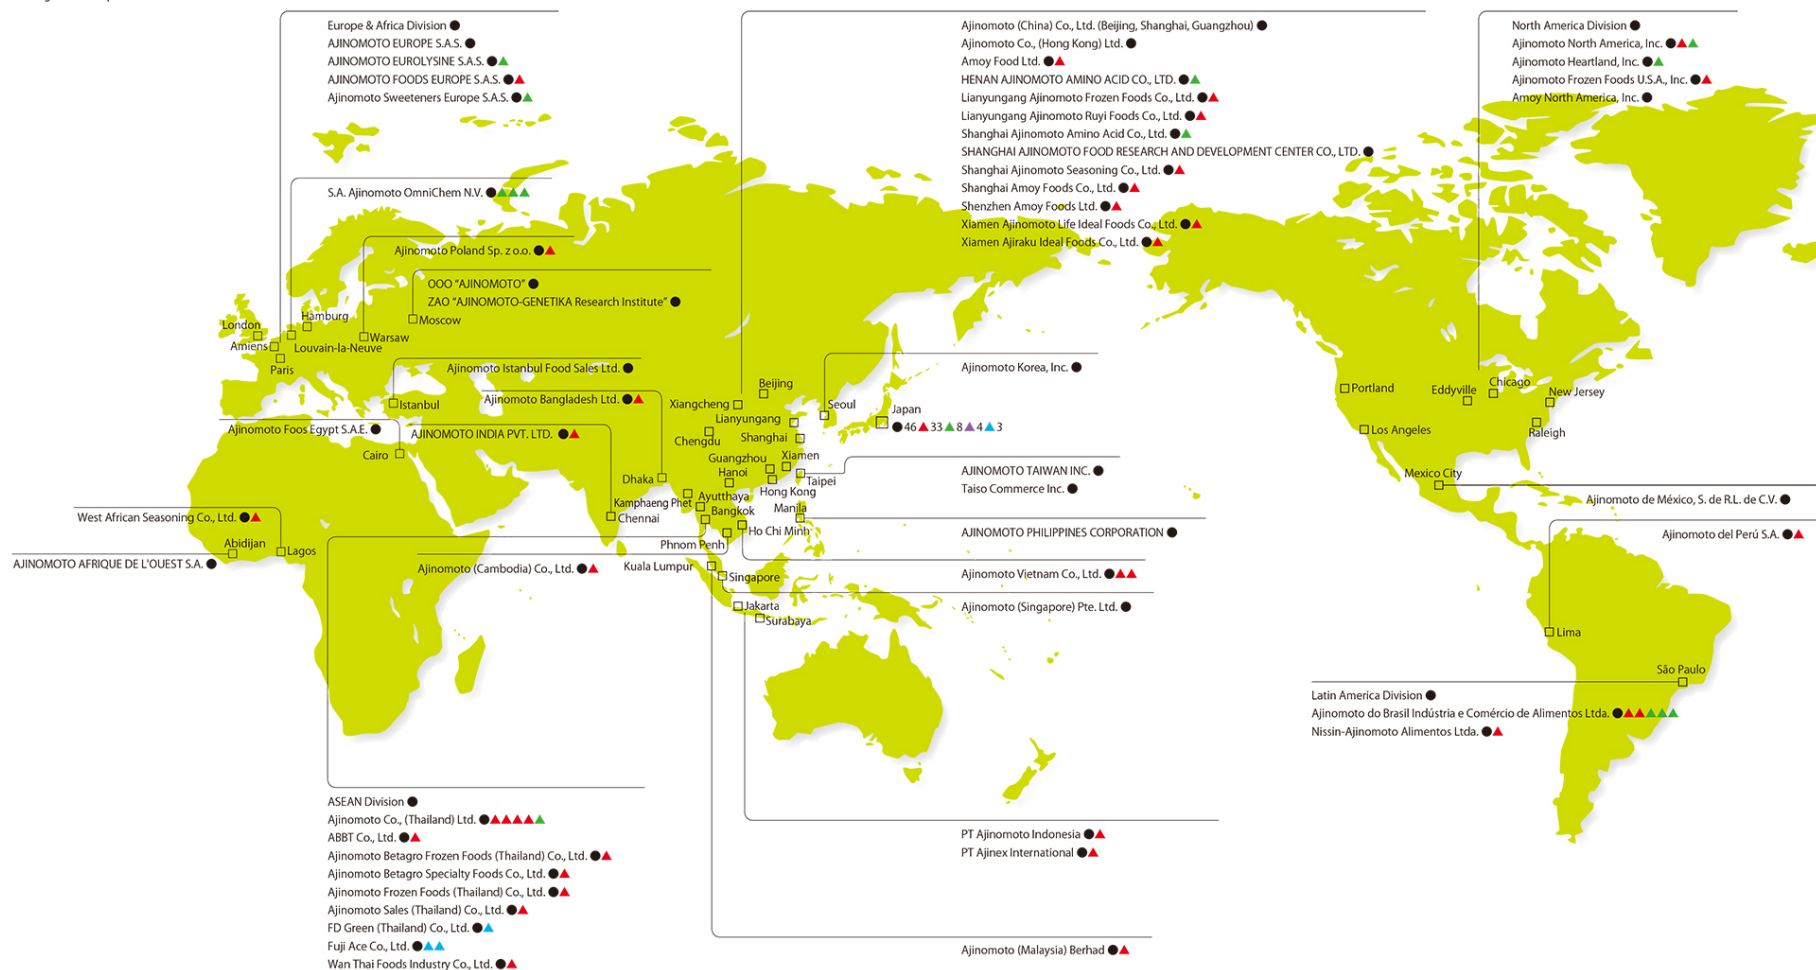 Europe & Africa Division
AJINOMOTO EUROPE S.A.S.
AJINOMOTO EUROLYSINE S.A.S.
AJINOMOTO FOODS EUROPE S.A.S.
Ajinomoto Sweeteners Europe S.A.S.
S.A. Ajinomoto OmniChem N.V.
Ajinomoto Poland Sp. z o.o.
OOO “AJINOMOTO”
ZAO “AJINOMOTO-GENETIKA Research Institute”
Moscow
Hamburg
London
Warsaw
Amiens
Louvain-la-Neuve
Paris
Ajinomoto Istanbul Food Sales Ltd.
Istanbul
Ajinomoto Bangladesh Ltd.
Ajinomoto Foos Egypt S.A.E.
AJINOMOTO INDIA PVT. LTD.
Cairo
West African Seasoning Co., Ltd.
Abidijan
Lagos
AJINOMOTO AFRIQUE DE L'OUEST S.A.
Ajinomoto (Cambodia) Co., Ltd.
Ajinomoto (China) Co., Ltd. (Beijing, Shanghai, Guangzhou)
Ajinomoto Co., (Hong Kong) Ltd.
Amoy Food Ltd.
HENAN AJINOMOTO AMINO ACID CO., LTD.
Lianyungang Ajinomoto Frozen Foods Co., Ltd.
Lianyungang Ajinomoto Ruyi Foods Co., Ltd.
Shanghai Ajinomoto Amino Acid Co., Ltd.
SHANGHAI AJINOMOTO FOOD RESEARCH AND DEVELOPMENT CENTER CO., LTD.
Shanghai Ajinomoto Seasoning Co., Ltd.
Shanghai Amoy Foods Co., Ltd.
Shenzhen Amoy Foods Ltd.
Xiamen Ajinomoto Life Ideal Foods Co., Ltd.
Xiamen Ajiraku Ideal Foods Co., Ltd.
Ajinomoto Korea, Inc.
Beijing
Xiangcheng
Seoul
Lianyungang
Japan
46 33 8 4 3
Chengdu
Shanghai
Guangzhou
Xiamen
Hanoi
Dhaka
Hong Kong
Taipei
Kamphaeng Phet
Ayutthaya
Manila
Bangkok
Chennai
Ho Chi Minh
Phnom Penh
Kuala Lumpur
Singapore
Jakarta
Surabaya
AJINOMOTO TAIWAN INC.
Taiso Commerce Inc.
AJINOMOTO PHILIPPINES CORPORATION
Ajinomoto Vietnam Co., Ltd.
Ajinomoto (Singapore) Pte. Ltd.
North America Division
Ajinomoto North America, Inc.
Ajinomoto Heartland, Inc.
Ajinomoto Frozen Foods U.S.A., Inc.
Amoy North America, Inc.
Portland
Eddyville
Chicago
New Jersey
Los Angeles
Raleigh
Mexico City
Ajinomoto de México, S. de R.L. de C.V.
Ajinomoto del Perú S.A.
Lima
São Paulo
Latin America Division
Ajinomoto do Brasil Indústria e Comércio de Alimentos Ltda.
Nissin-Ajinomoto Alimentos Ltda.
ASEAN Division
Ajinomoto Co., (Thailand) Ltd.
ABBT Co., Ltd.
Ajinomoto Betagro Frozen Foods (Thailand) Co., Ltd.
Ajinomoto Betagro Specialty Foods Co., Ltd.
Ajinomoto Frozen Foods (Thailand) Co., Ltd.
Ajinomoto Sales (Thailand) Co., Ltd.
FD Green (Thailand) Co., Ltd.
Fuji Ace Co., Ltd.
Wan Thai Foods Industry Co., Ltd.
PT Ajinomoto Indonesia
PT Ajinex International
Ajinomoto (Malaysia) Berhad